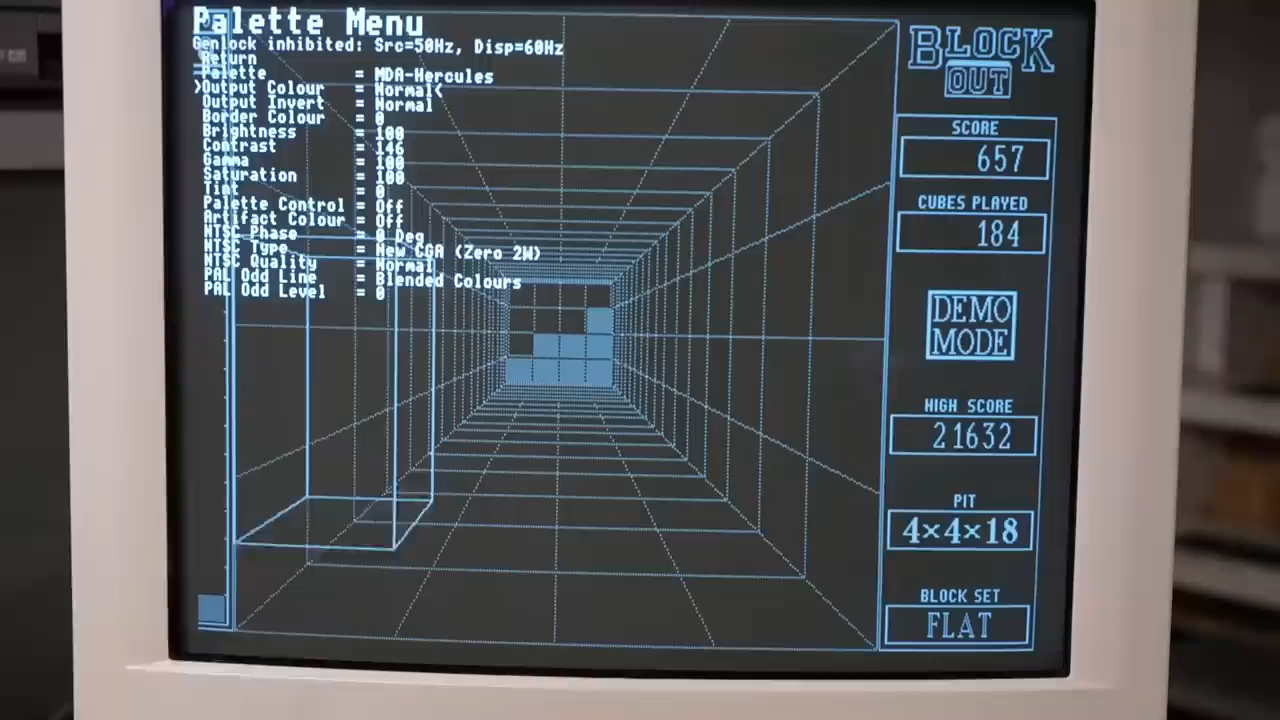 Palette Menu
Genlock inhibited: Src=50Hz, Disp=60Hz
Return
Palette = MDA-Hercules
>Output Colour = Normal<
Output Invert = Normal
Border Colour = 0
Brightness = 100
Contrast = 146
Gamma = 100
Saturation = 100
Tint = 0
Palette Control = Off
Artifact Colour = Off
NTSC Phase = 0 Deg
NTSC Type = New CGA (Zero 2W)
NTSC Quality = Normal
PAL Odd Line = Blended Colours
PAL Odd Level = 0
BLOCK
OUT
SCORE
657
CUBES PLAYED
184
DEMO
MODE
HIGH SCORE
21632
PIT
4×4×18
BLOCK SET
FLAT